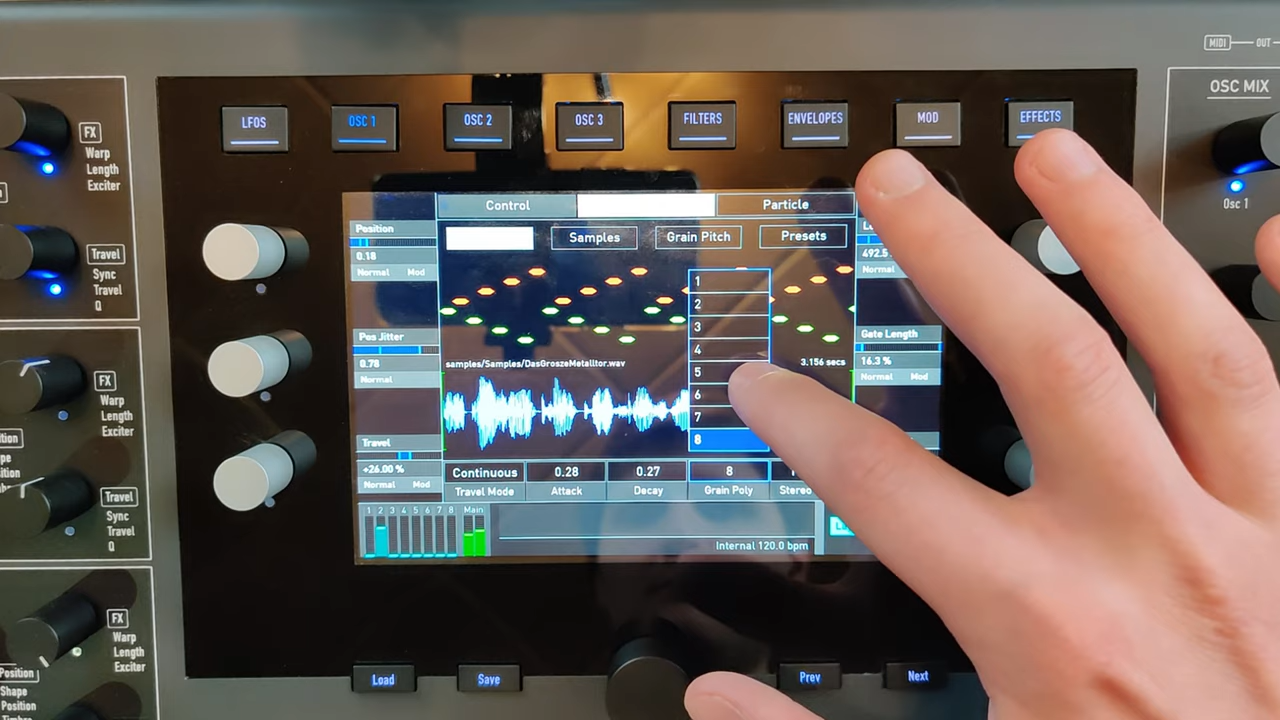 MIDI OUT
OSC MIX
LFOS
OSC 1
OSC 2
OSC 3
FILTERS
ENVELOPES
MOD
EFFECTS
FX
Warp
Length
Exciter
Travel
Sync
Travel
Q
Osc 1
Control
Particle
Samples
Grain Pitch
Presets
Position
0.18
Normal Mod
Pos Jitter
0.78
Normal
Travel
+26.00 %
Normal Mod
1
2
3
4
5
6
7
8
samples/Samples/DasGroszeMetalltor.wav
3.156 secs
492.5
Normal
Gate Length
16.3 %
Normal Mod
Continuous
0.28
0.27
8
Travel Mode
Attack
Decay
Grain Poly
Stereo
1 2 3 4 5 6 7 8 Main
Internal 120.0 bpm
FX
Warp
Length
Exciter
Travel
Sync
Travel
Q
FX
Warp
Length
Exciter
Position
Shape
Position
Load
Save
Prev
Next